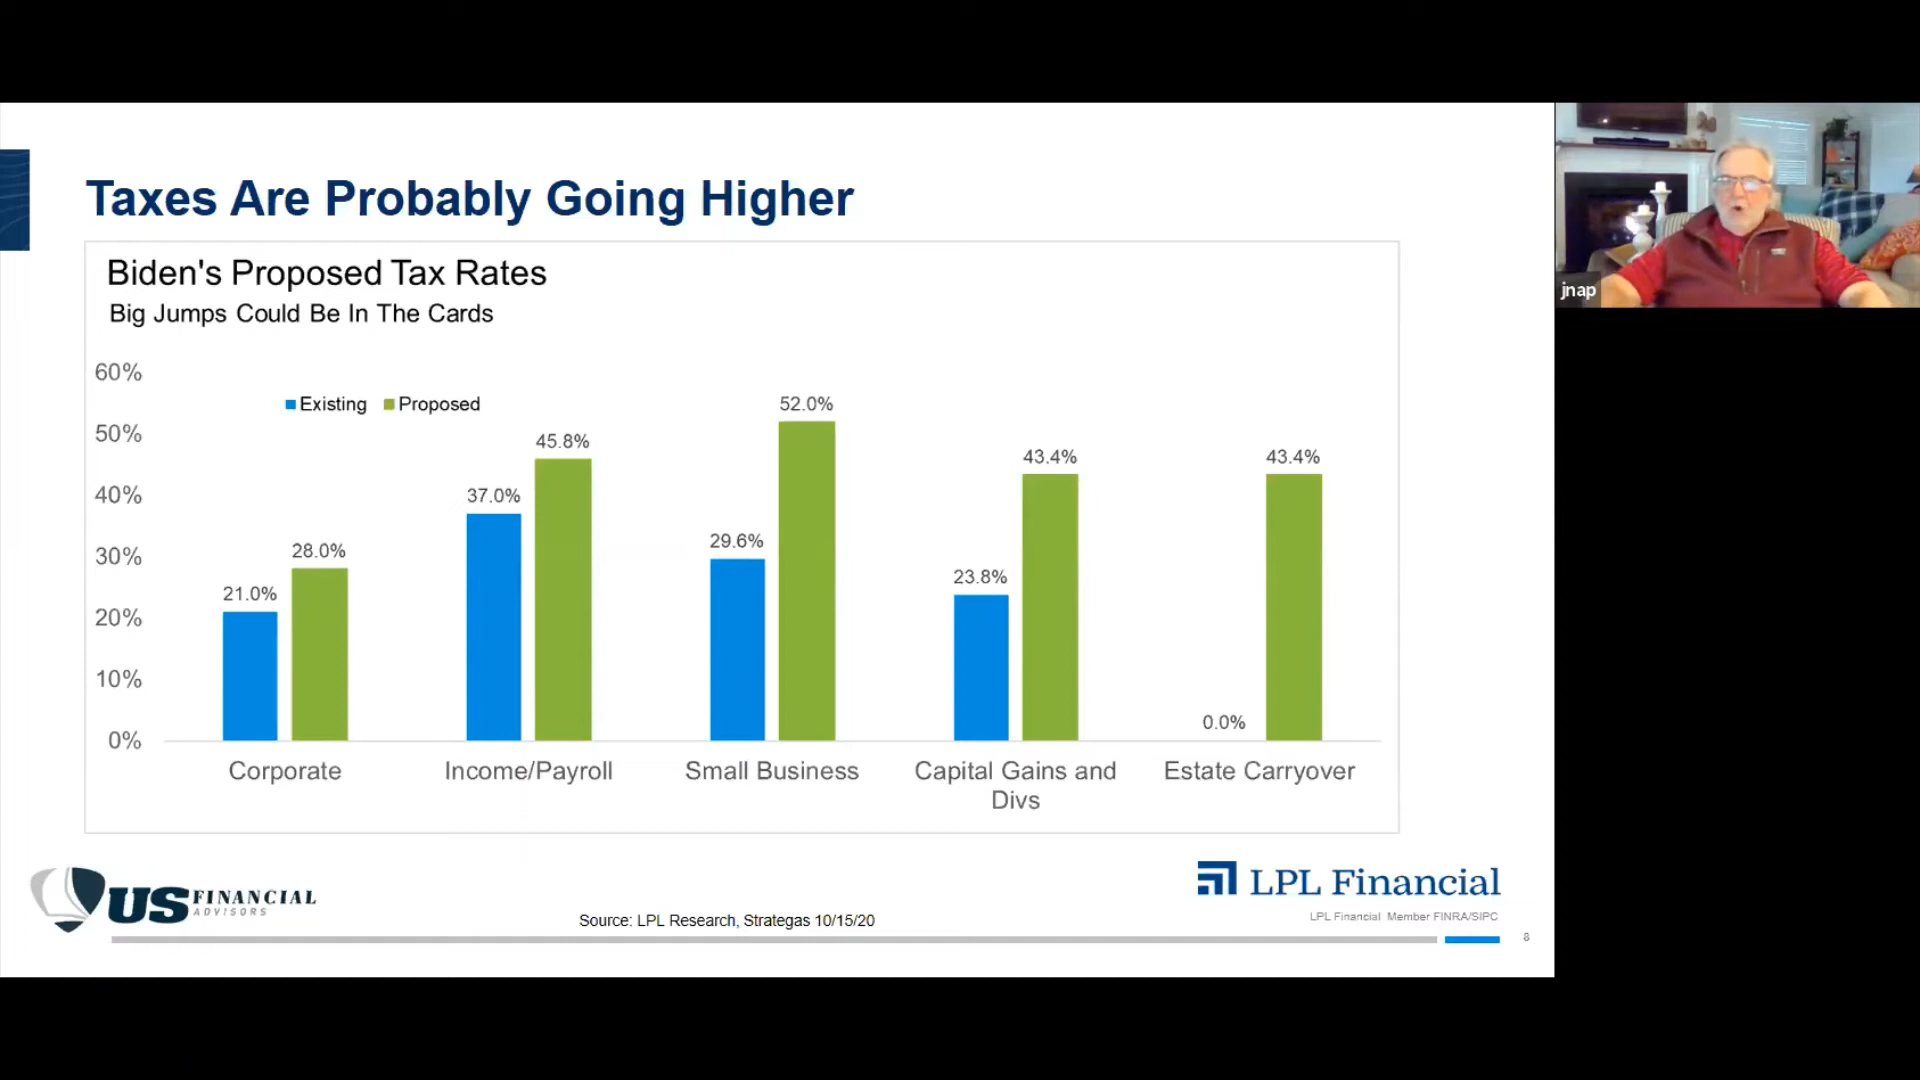 Taxes Are Probably Going Higher
Biden's Proposed Tax Rates
Big Jumps Could Be In The Cards
60%
50%
40%
30%
20%
10%
0%
Existing Proposed
21.0%
28.0%
37.0%
45.8%
29.6%
52.0%
23.8%
43.4%
0.0%
43.4%
Corporate
Income/Payroll
Small Business
Capital Gains and
Divs
Estate Carryover
US FINANCIAL
ADVISORS
Source: LPL Research, Strategas 10/15/20
LPL Financial
LPL Financial Member FINRA/SIPC
8
jnap